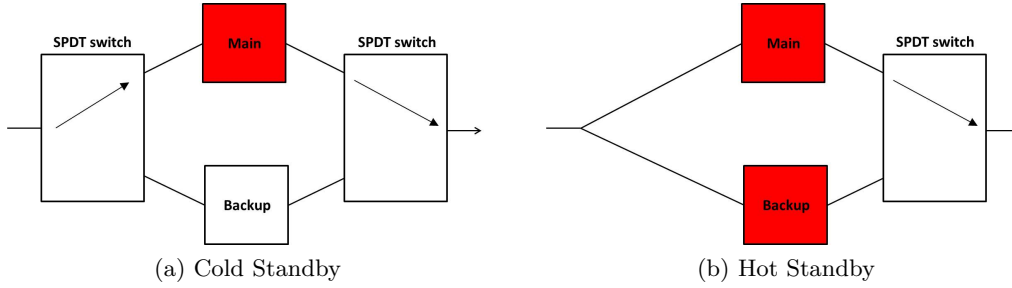 SPDT switch
Main
SPDT switch
Backup
(a) Cold Standby
Main
SPDT switch
Backup
(b) Hot Standby